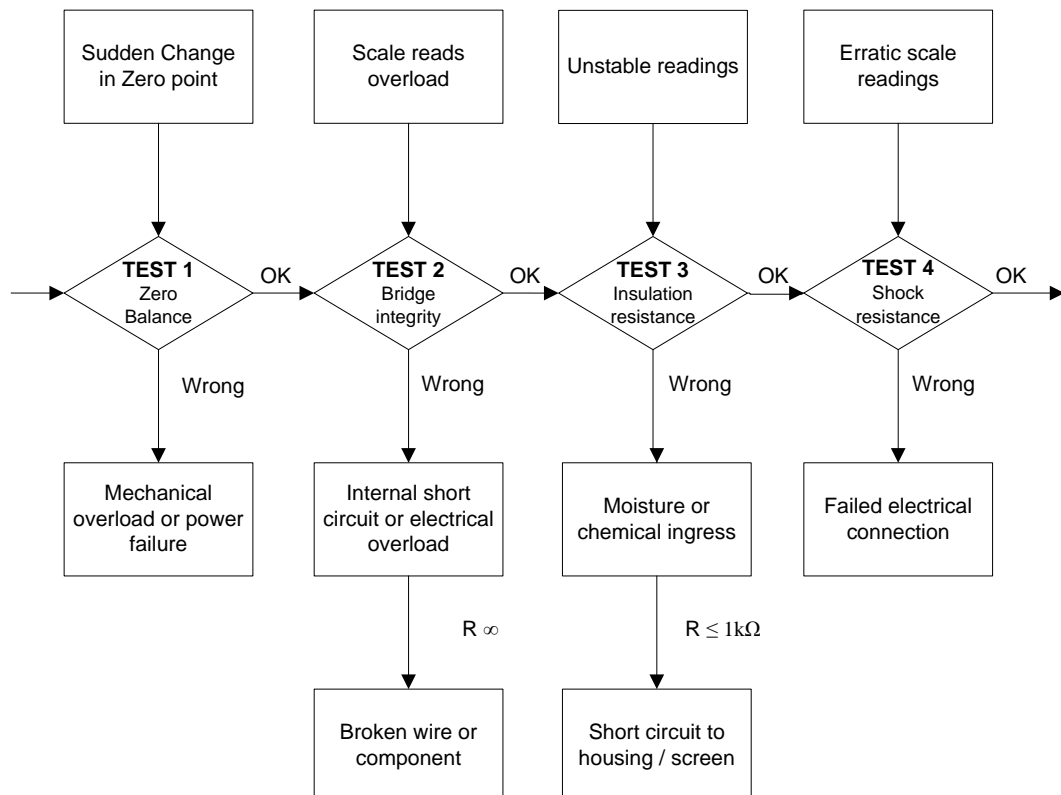 Sudden Change
in Zero point
Scale reads
overload
Unstable readings
Erratic scale
readings
TEST 1
Zero
Balance
OK
TEST 2
Bridge
integrity
OK
TEST 3
Insulation
resistance
OK
TEST 4
Shock
resistance
OK
Wrong
Wrong
Wrong
Wrong
Mechanical
overload or power
failure
Internal short
circuit or electrical
overload
Moisture or
chemical ingress
Failed electrical
connection
R ∞
R ≤ 1kΩ
Broken wire or
component
Short circuit to
housing / screen